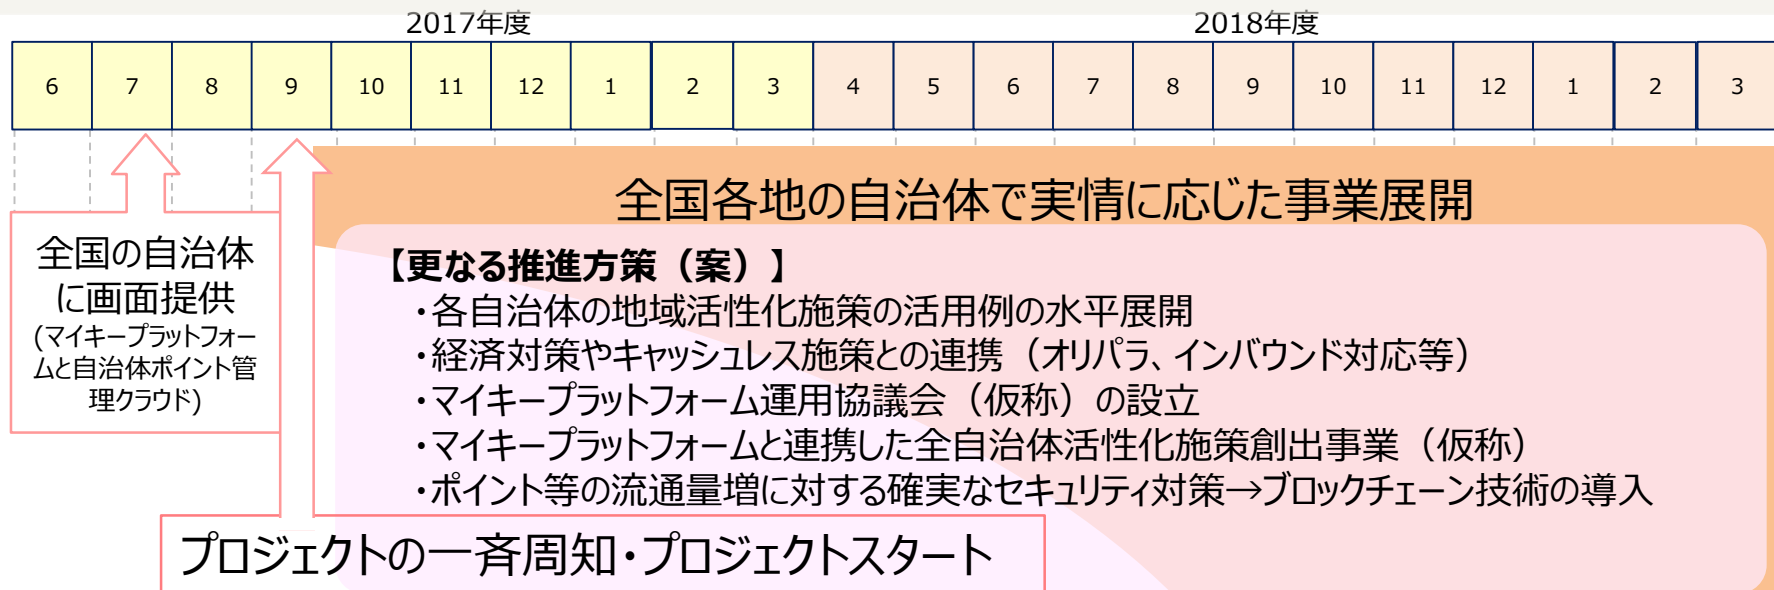 2017年度 2018年度
6 7 8 9 10 11 12 1 2 3 4 5 6 7 8 9 10 11 12 1 2 3
全国各地の自治体で実情に応じた事業展開
全国の自治体
に画面提供
(マイキープラットフォー
ムと自治体ポイント管
理クラウド)
【更なる推進方策（案）】
・各自治体の地域活性化施策の活用例の水平展開
・経済対策やキャッシュレス施策との連携（オリパラ、インバウンド対応等）
・マイキープラットフォーム運用協議会（仮称）の設立
・マイキープラットフォームと連携した全自治体活性化施策創出事業（仮称）
・ポイント等の流通量増に対する確実なセキュリティ対策→ブロックチェーン技術の導入
プロジェクトの一斉周知・プロジェクトスタート